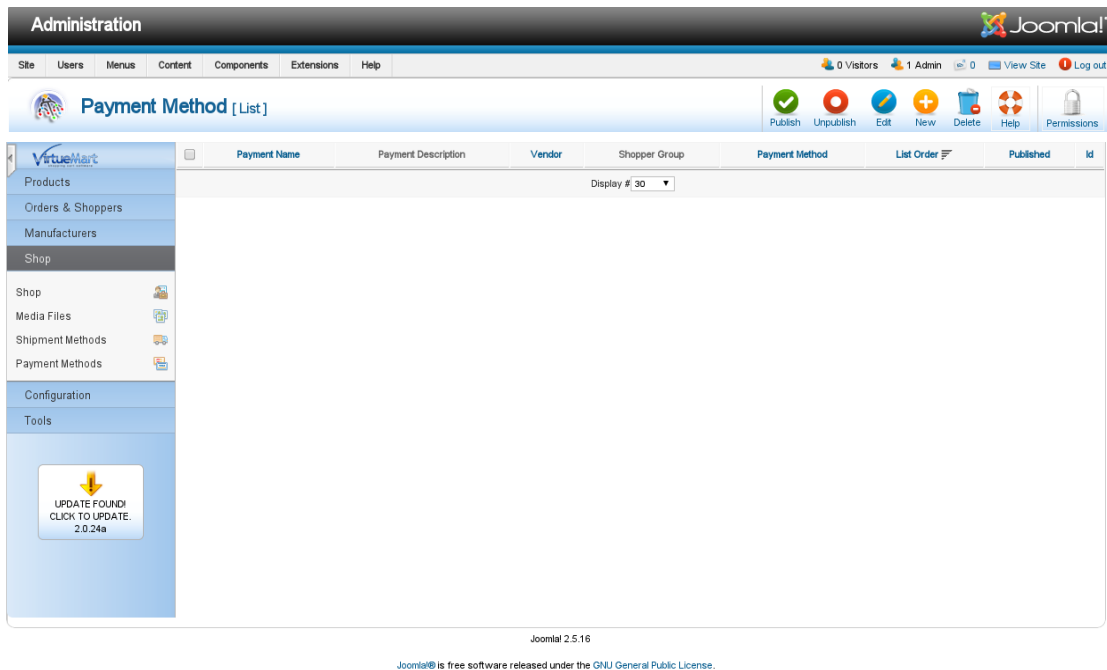 Administration
Joomla!
Site Users Menus Content Components Extensions Help
0 Visitors 1 Admin 0 View Site Log out
Payment Method [ List ]
Publish Unpublish Edit New Delete Help Permissions
VirtueMart
Payment Name Payment Description Vendor Shopper Group Payment Method List Order Published Id
Display # 30
Products
Orders & Shoppers
Manufacturers
Shop
Shop
Media Files
Shipment Methods
Payment Methods
Configuration
Tools
UPDATE FOUND!
CLICK TO UPDATE.
2.0.24a
Joomla! 2.5.16
Joomla!® is free software released under the GNU General Public License.